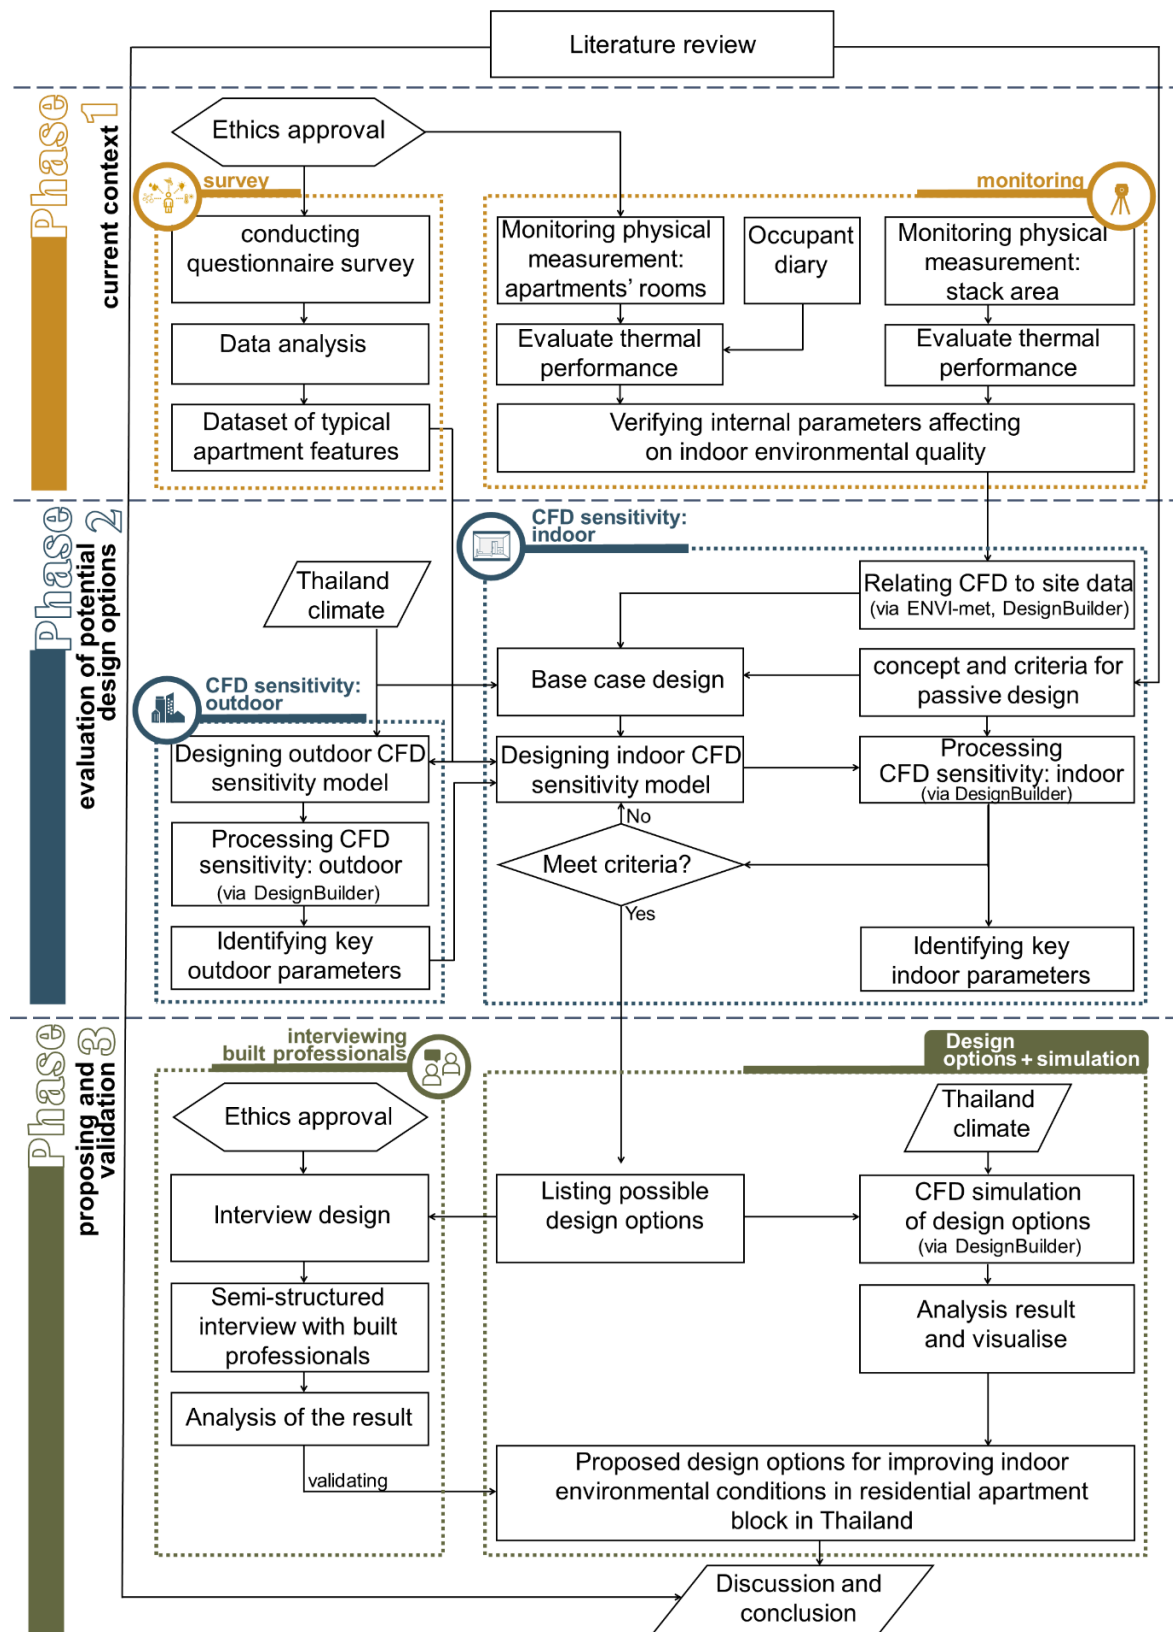 Literature review
Phase 1
current context
Ethics approval
survey
monitoring
conducting
questionnaire survey
Data analysis
Dataset of typical
apartment features
Monitoring physical
measurement:
apartments’ rooms
Occupant
diary
Monitoring physical
measurement:
stack area
Evaluate thermal
performance
Evaluate thermal
performance
Verifying internal parameters affecting
on indoor environmental quality
Phase 2
evaluation of potential
design options
CFD sensitivity:
indoor
Thailand
climate
Relating CFD to site data
(via ENVI-met, DesignBuilder)
Base case design
concept and criteria for
passive design
CFD sensitivity:
outdoor
Designing outdoor CFD
sensitivity model
Designing indoor CFD
sensitivity model
Processing
CFD sensitivity: indoor
(via DesignBuilder)
No
Processing CFD
sensitivity: outdoor
(via DesignBuilder)
Meet criteria?
Yes
Identifying key
outdoor parameters
Identifying key
indoor parameters
Phase 3
proposing and
validation
interviewing
built professionals
Design
options + simulation
Ethics approval
Thailand
climate
Interview design
Listing possible
design options
CFD simulation
of design options
(via DesignBuilder)
Semi-structured
interview with built
professionals
Analysis result
and visualise
Analysis of the result
validating
Proposed design options for improving indoor
environmental conditions in residential apartment
block in Thailand
Discussion and
conclusion